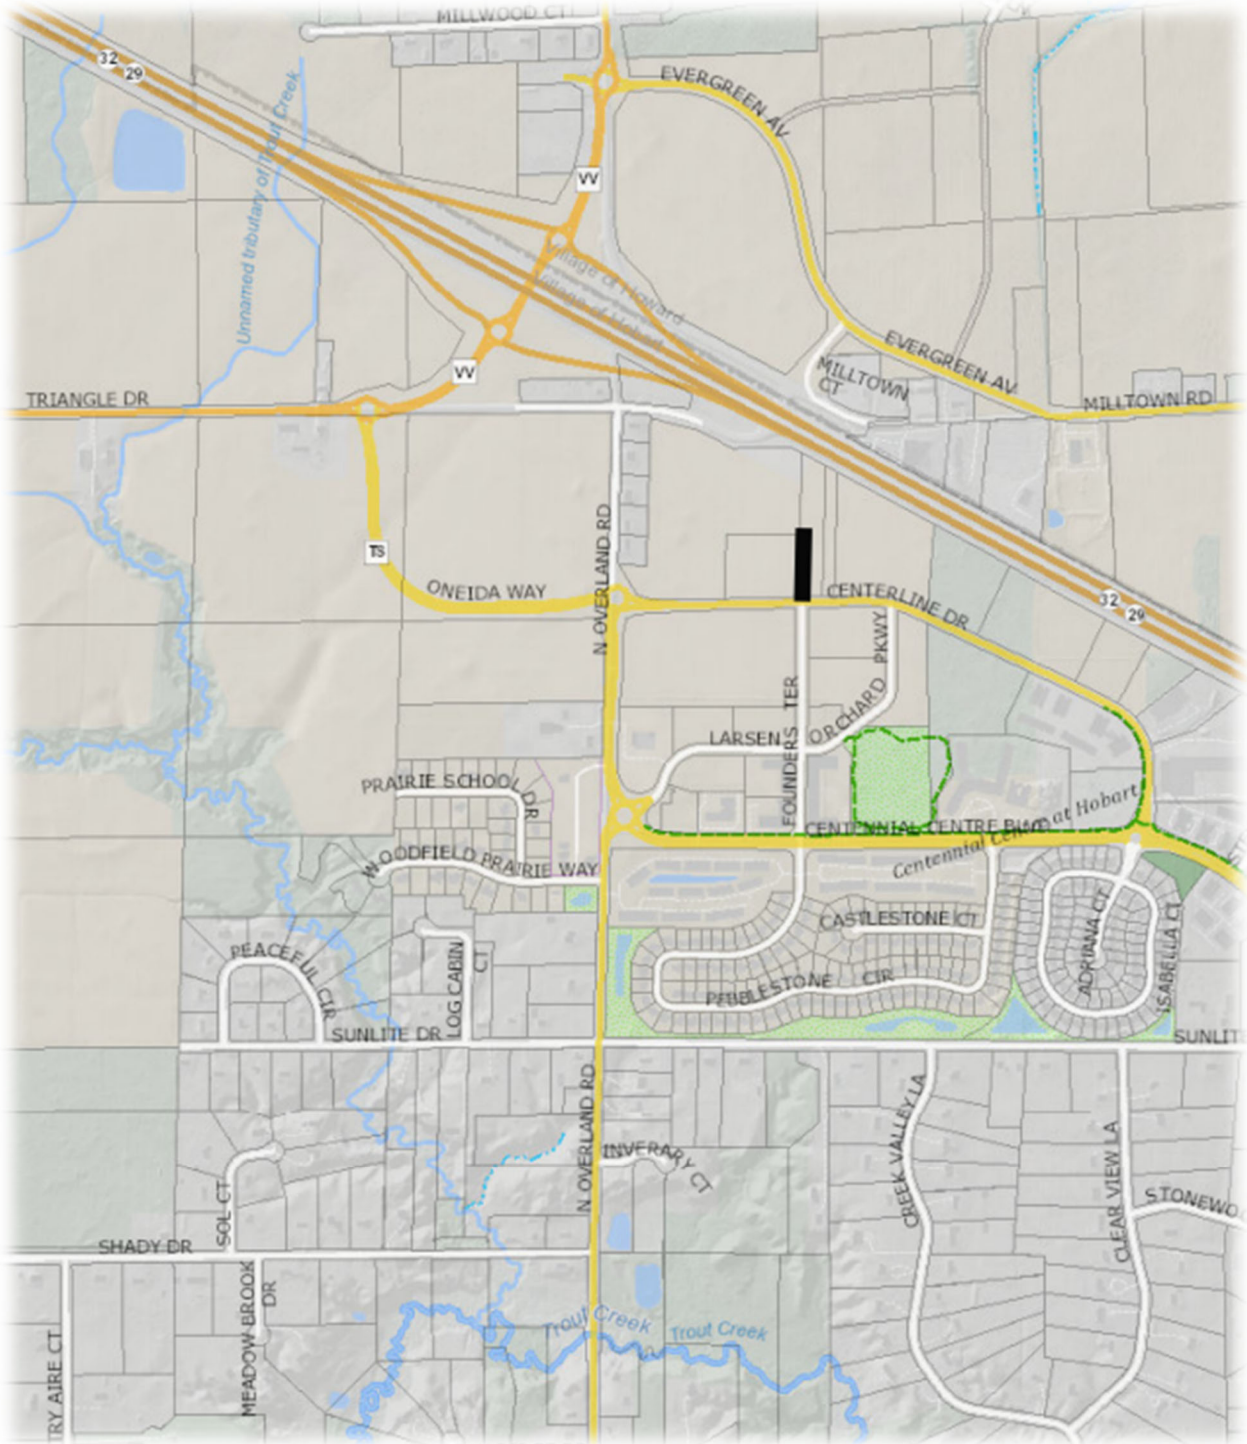 MILLWOOD CT
32
29
EVERGREEN AV
Unnamed tributary of Trout Creek
VV
Village of Howard
Village of Hobart
EVERGREEN AV
MILLTOWN
CT
VV
TRIANGLE DR
MILLTOWN RD
N OVERLAND RD
TS
ONEIDA WAY
CENTERLINE DR
32
29
PKWY
FOUNDERS TER
LARSEN ORCHARD
PRAIRIE SCHOOL DR
CENTENNIAL CENTRE BLVD
Centennial Centre at Hobart
WOODFIELD PRAIRIE WAY
CASTLESTONE CT
ADRIANA CT
ISABELLA CT
PEACEFUL CIR
LOG CABIN
CT
PEBBLESTONE CIR
SUNLITE DR
SUNLIT
N OVERLAND RD
CREEK VALLEY LA
CLEAR VIEW LA
INVERARY CT
SOL CT
STONEWO
SHADY DR
MEADOW BROOK
DR
Trout Creek
Trout Creek
TRY AIRE CT